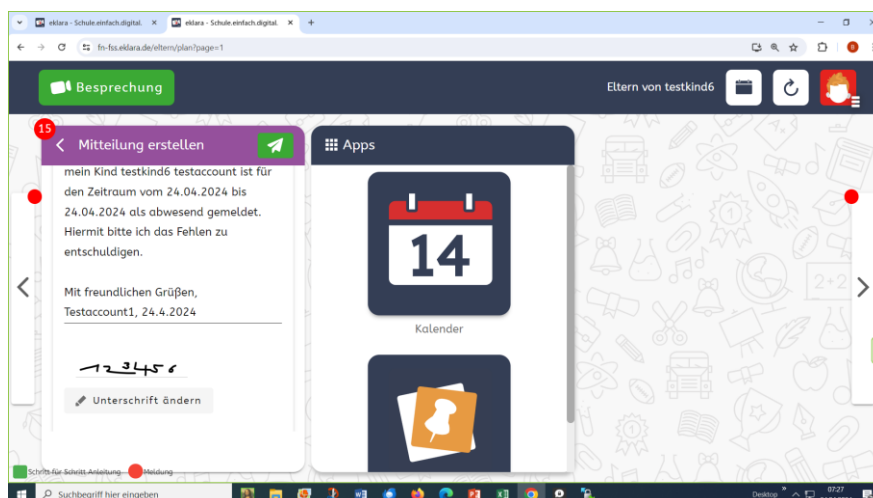 eklara - Schule.einfach.digital.
eklara - Schule.einfach.digital.
fn-fss.eklara.de/eltern/plan?page=1
Besprechung
Eltern von testkind6
15
Mitteilung erstellen
Apps
mein Kind testkind6 testaccount ist für
den Zeitraum vom 24.04.2024 bis
24.04.2024 als abwesend gemeldet.
Hiermit bitte ich das Fehlen zu
entschuldigen.
Mit freundlichen Grüßen,
Testaccount1, 24.4.2024
123456
Unterschrift ändern
14
Kalender
2+2
Schritt für Schritt Anleitung
Meldung
Suchbegriff hier eingeben
Desktop
07:27